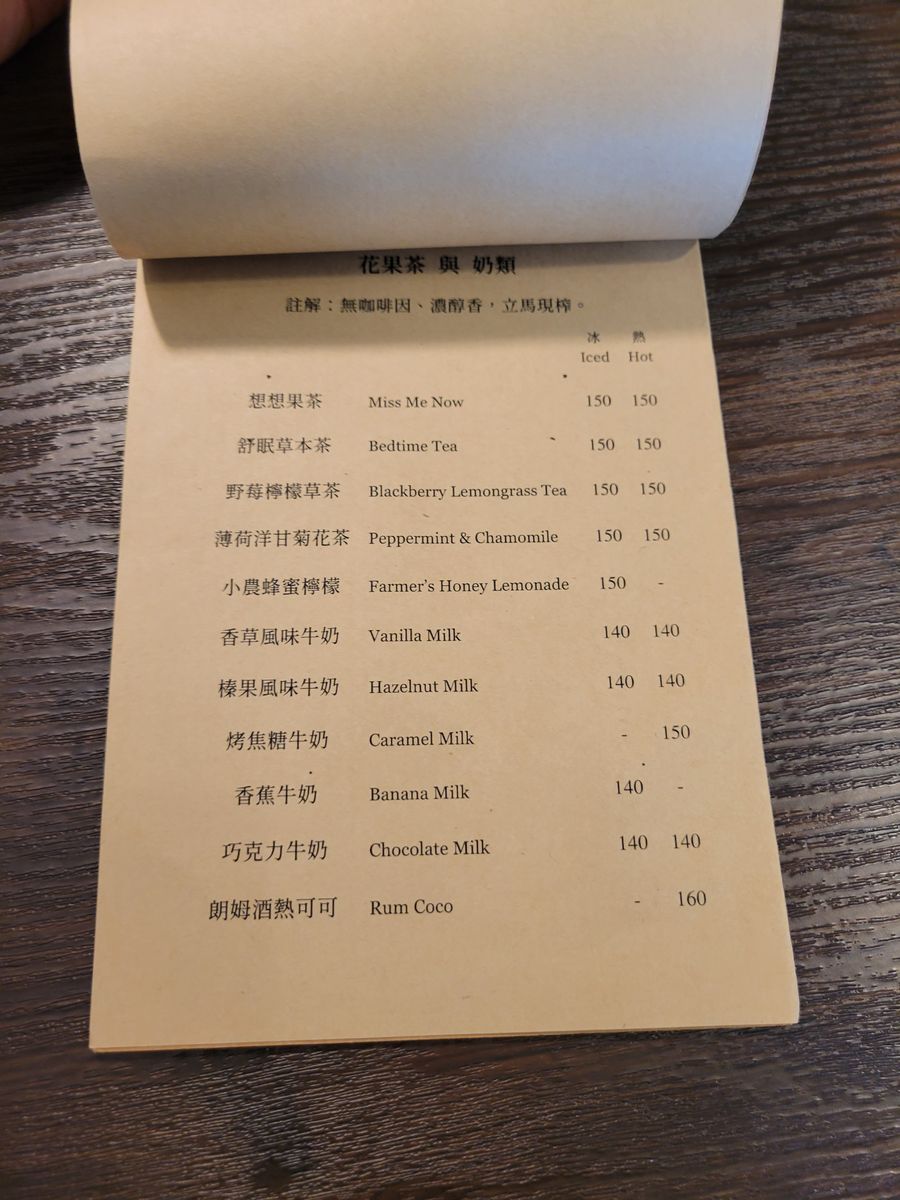 花果茶 與 奶類
註解：無咖啡因、濃醇香，立馬現榨。
冰 熱
Iced Hot
想想果茶 Miss Me Now 150 150
舒眠草本茶 Bedtime Tea 150 150
野莓檸檬草茶 Blackberry Lemongrass Tea 150 150
薄荷洋甘菊花茶 Peppermint & Chamomile 150 150
小農蜂蜜檸檬 Farmer's Honey Lemonade 150 -
香草風味牛奶 Vanilla Milk 140 140
榛果風味牛奶 Hazelnut Milk 140 140
烤焦糖牛奶 Caramel Milk - 150
香蕉牛奶 Banana Milk 140 -
巧克力牛奶 Chocolate Milk 140 140
朗姆酒熱可可 Rum Coco - 160